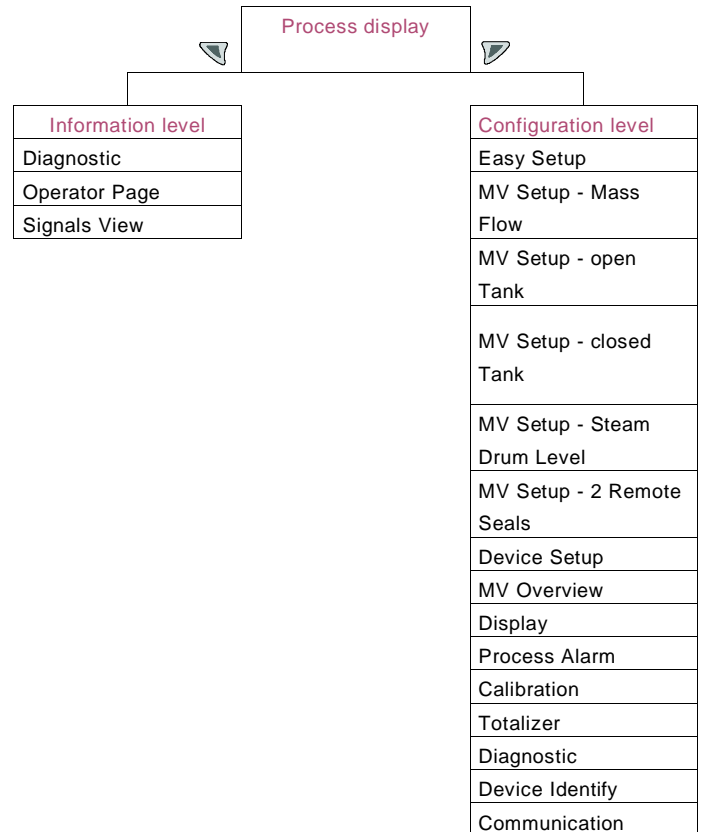 Process display
Information level
Diagnostic
Operator Page
Signals View
Configuration level
Easy Setup
MV Setup - Mass
Flow
MV Setup - open
Tank
MV Setup - closed
Tank
MV Setup - Steam
Drum Level
MV Setup - 2 Remote
Seals
Device Setup
MV Overview
Display
Process Alarm
Calibration
Totalizer
Diagnostic
Device Identify
Communication